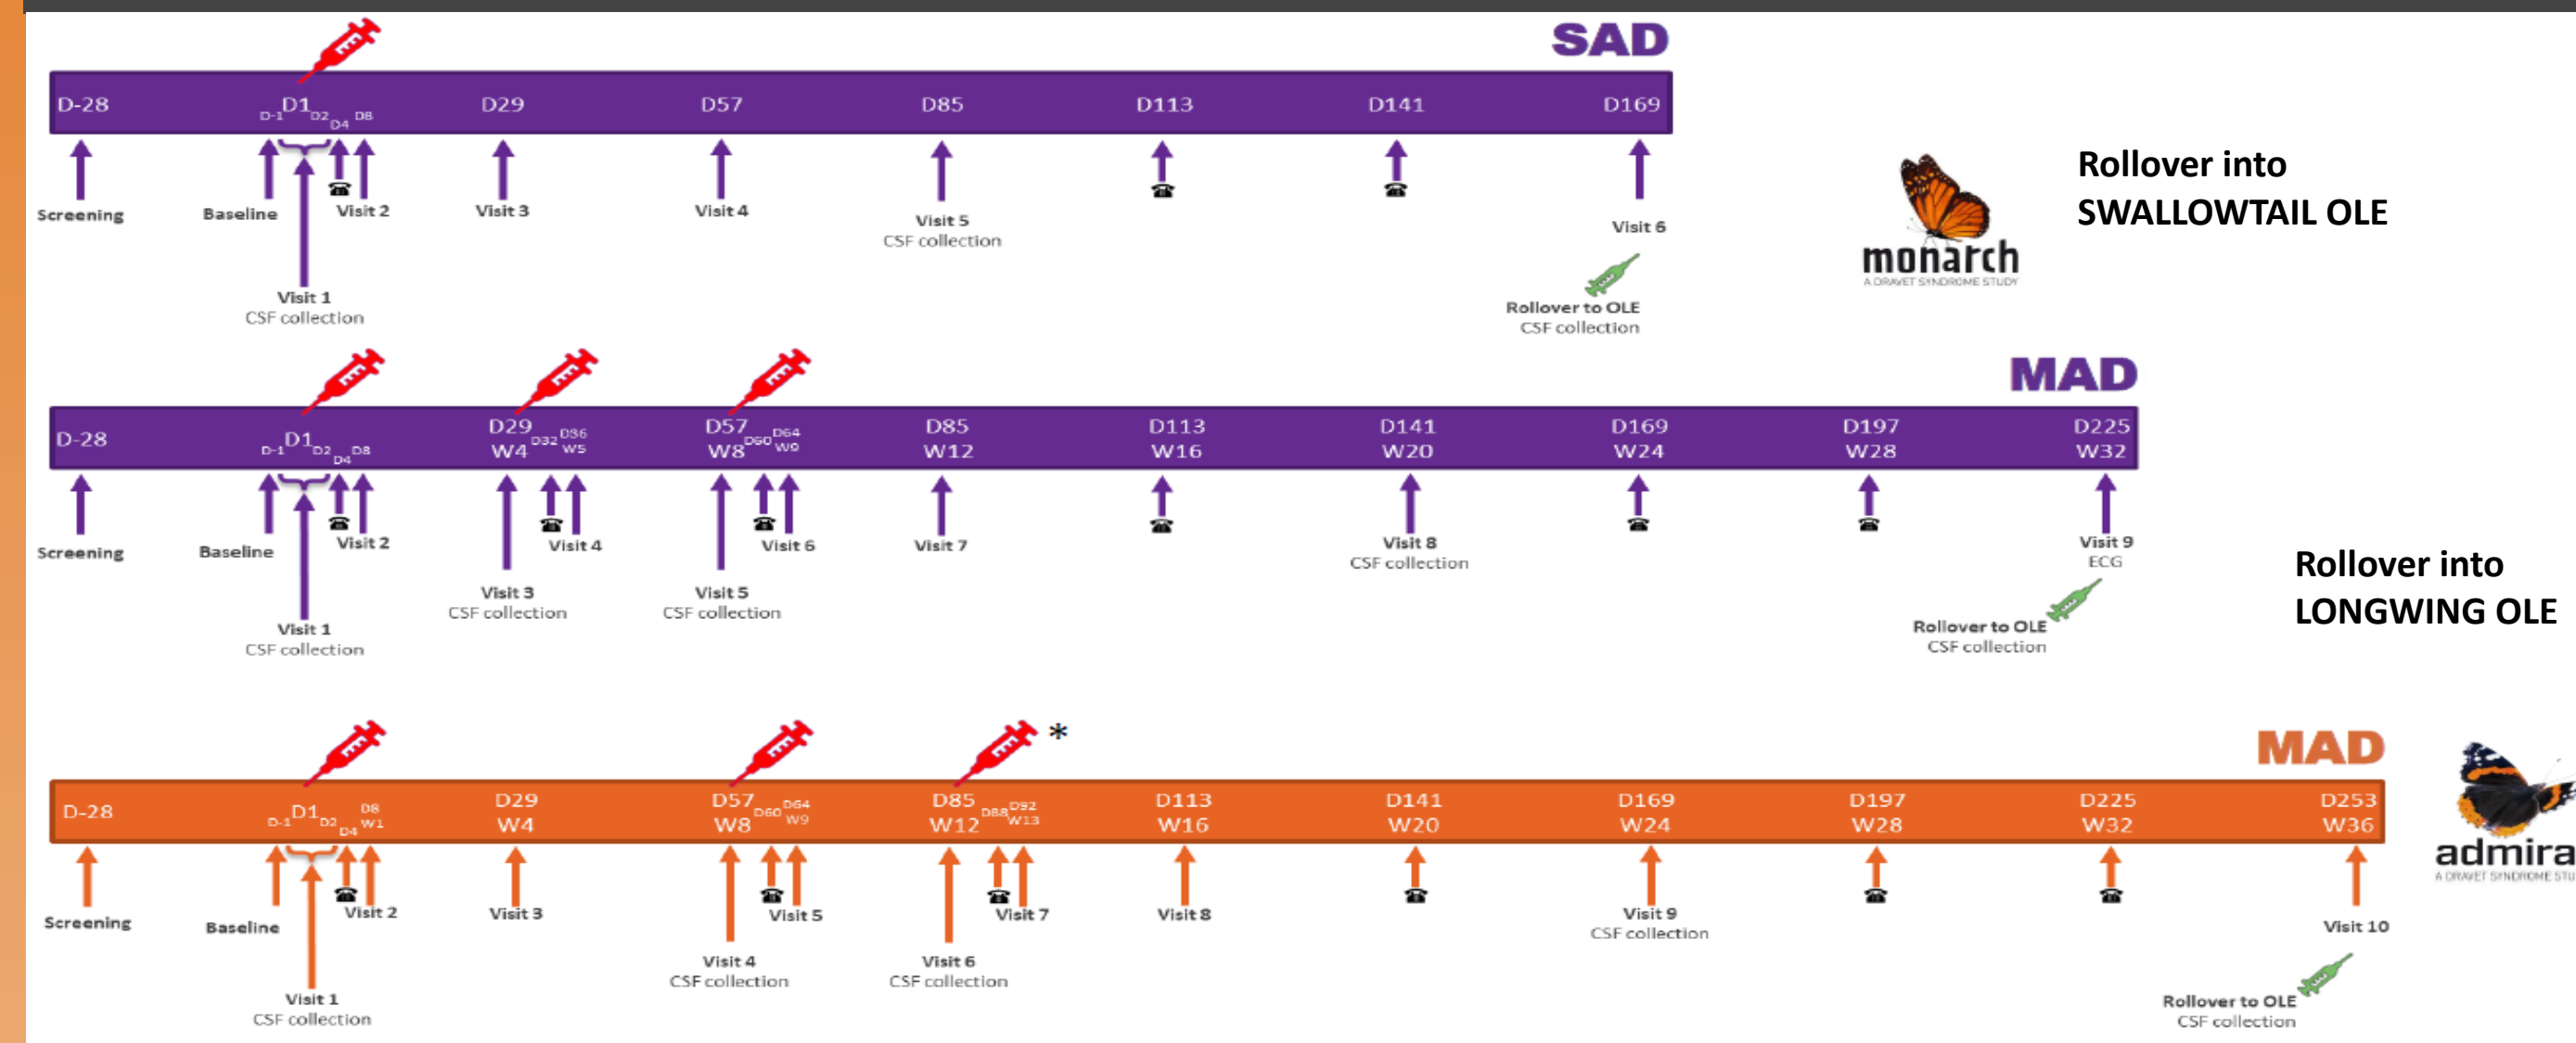 SAD
D-28 D-1 D1 D2 D4 D8 D29 D57 D85 D113 D141 D169
Screening Baseline Visit 2 Visit 3 Visit 4 Visit 5 Visit 6
CSF collection
Visit 1
CSF collection
Rollover to OLE
CSF collection
monarch
A DRAVET SYNDROME STUDY
Rollover into
SWALLOWTAIL OLE
MAD
D-28 D-1 D1 D2 D4 D8 D29 D32 D36 D57 D60 D64 D85 D113 D141 D169 D197 D225
W4 W5 W8 W9 W12 W16 W20 W24 W28 W32
Screening Baseline Visit 2 Visit 4 Visit 6 Visit 7 Visit 8 Visit 9
CSF collection ECG
Visit 3 Visit 5
CSF collection CSF collection
Visit 1
CSF collection
Rollover to OLE
CSF collection
Rollover into
LONGWING OLE
*
MAD
D-28 D-1 D1 D2 D4 D8 D29 D57 D60 D64 D85 D88 D92 D113 D141 D169 D197 D225 D253
W1 W4 W8 W9 W12 W13 W16 W20 W24 W28 W32 W36
Screening Baseline Visit 2 Visit 3 Visit 5 Visit 7 Visit 8 Visit 9 Visit 10
CSF collection
Visit 4 Visit 6
CSF collection CSF collection
Visit 1
CSF collection
Rollover to OLE
CSF collection
admira
A DRAVET SYNDROME STU